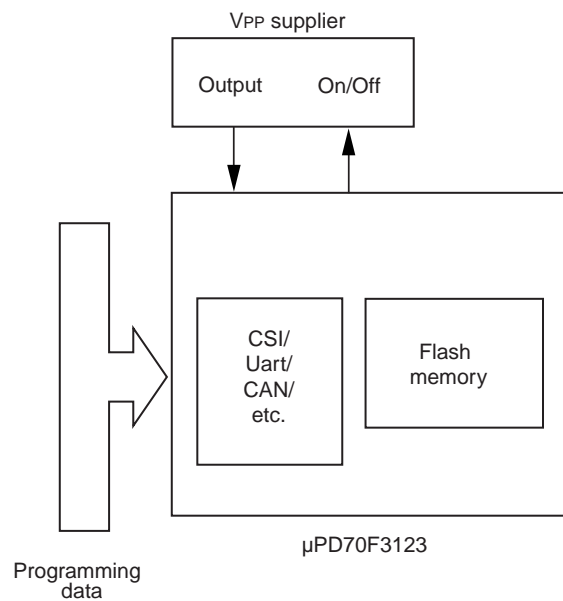 VPP supplier
Output On/Off
CSI/
Uart/
CAN/
etc.
Flash
memory
µPD70F3123
Programming
data